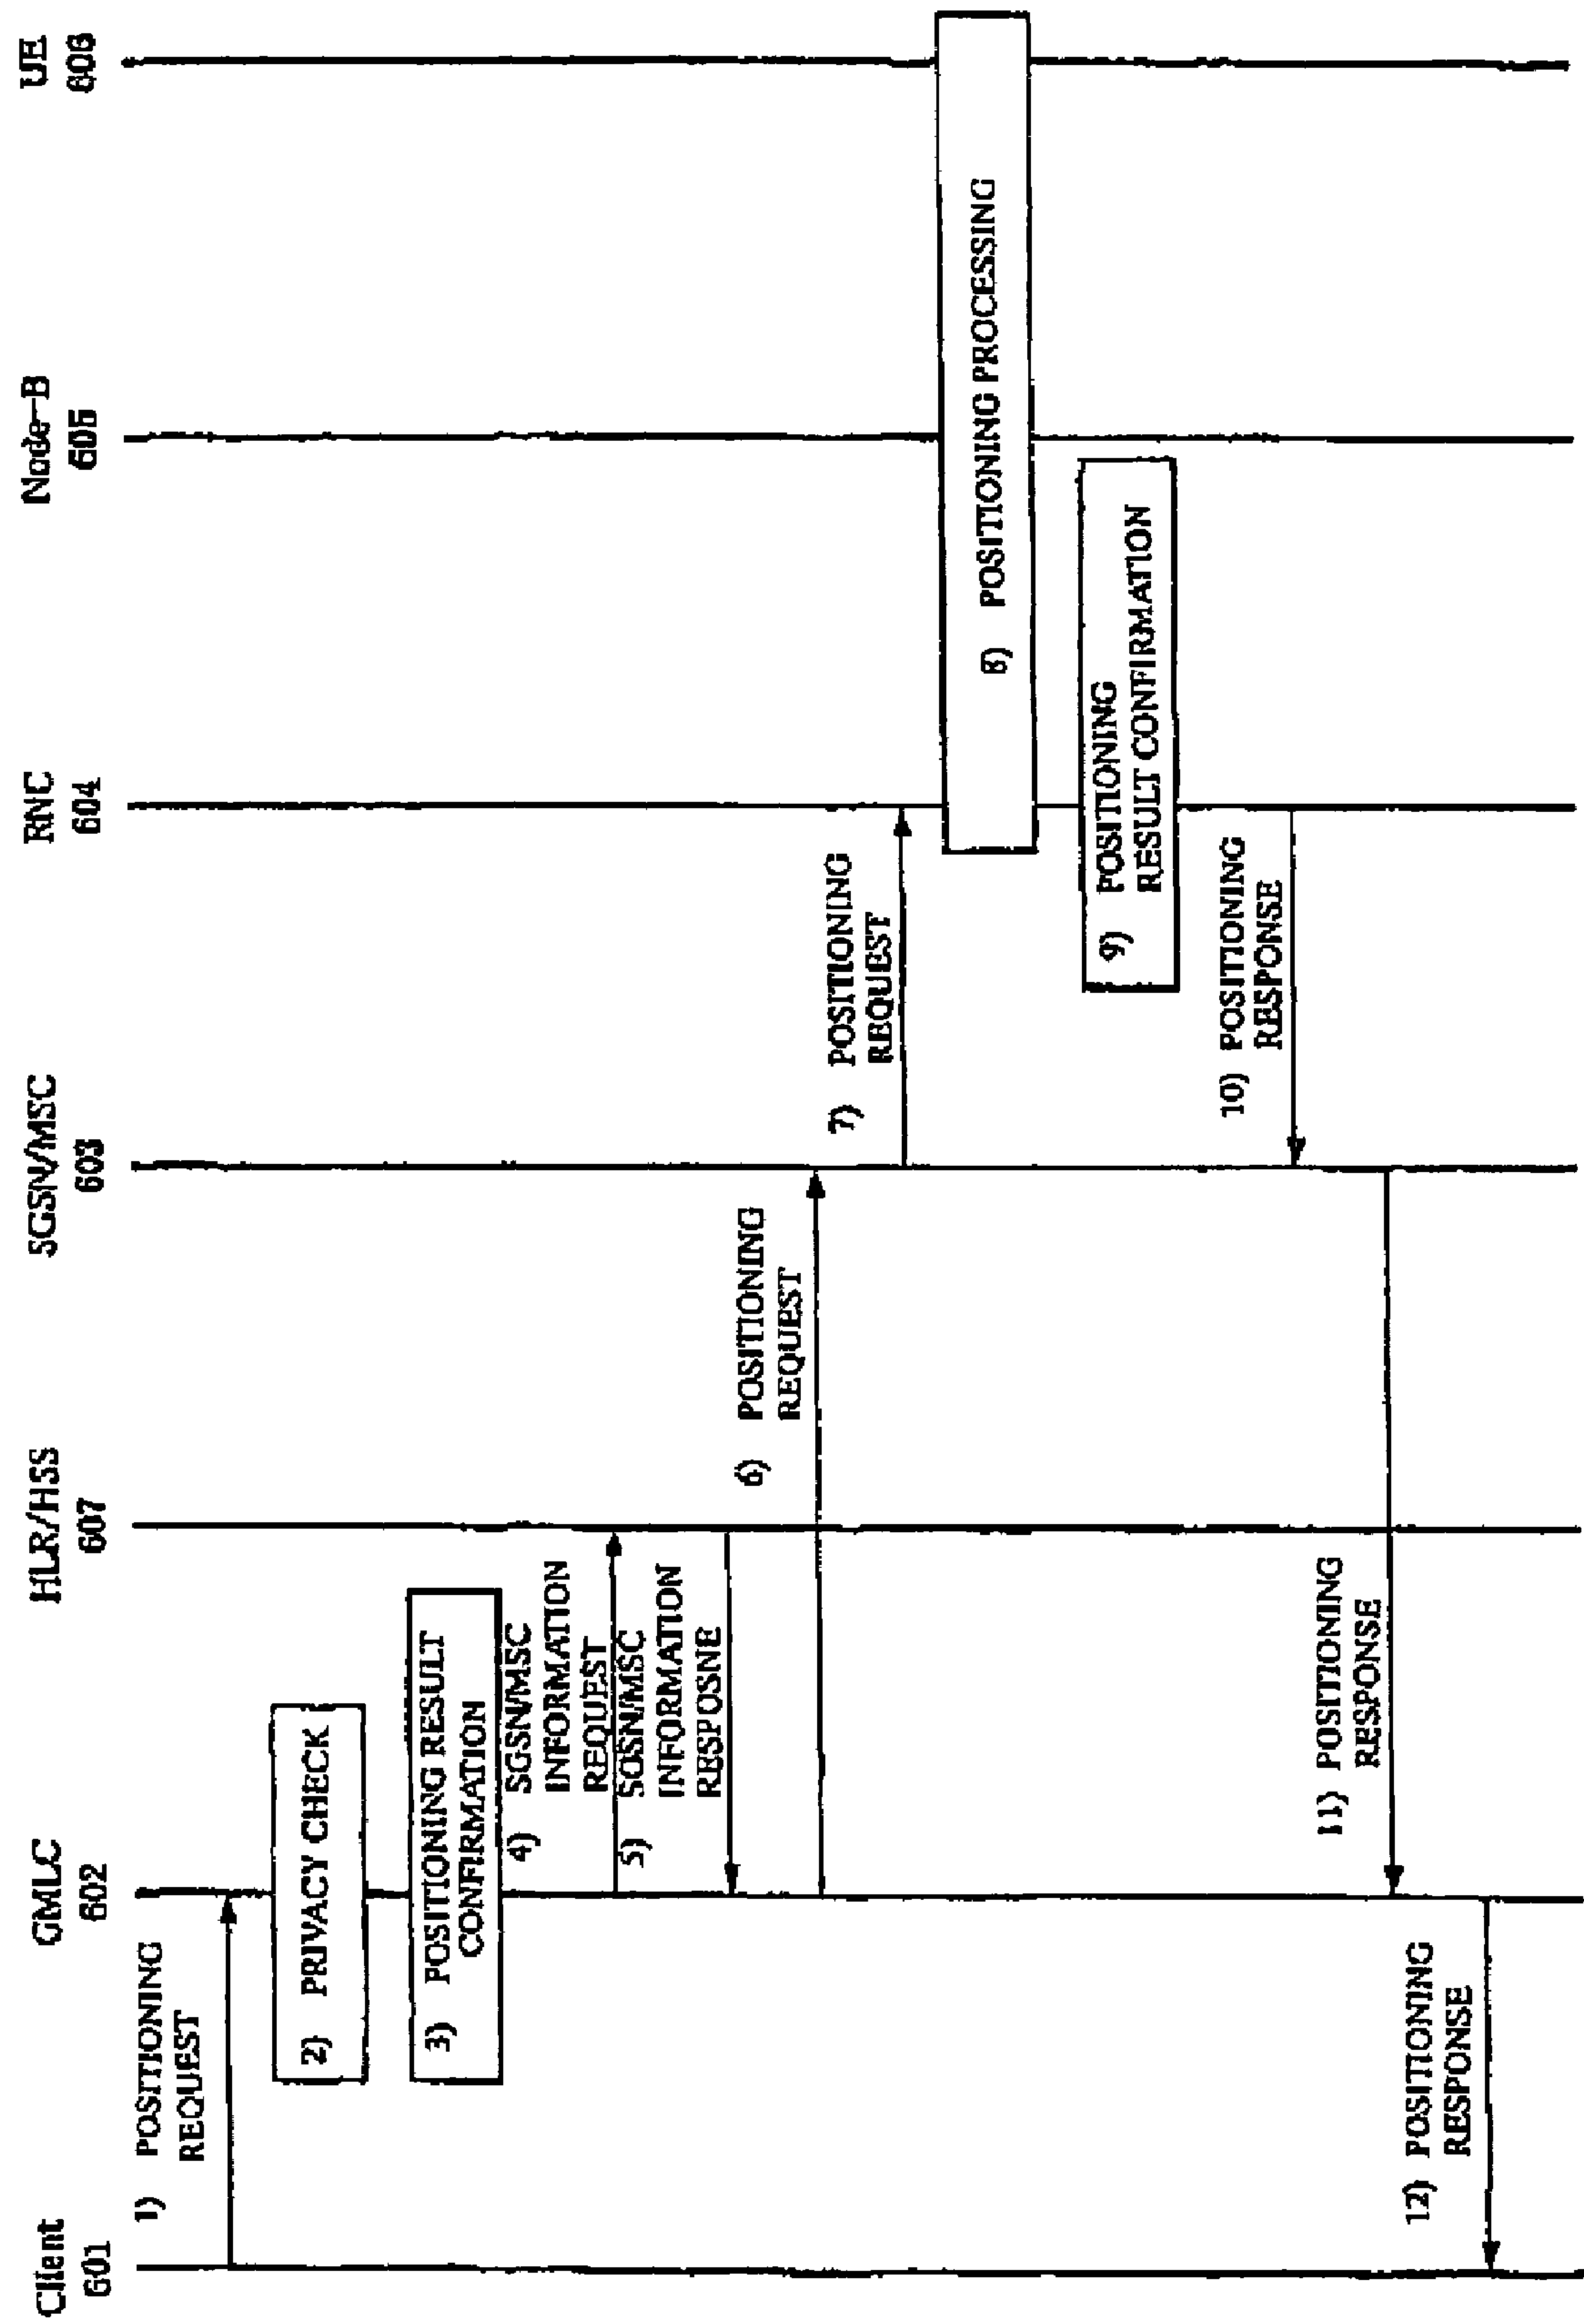 Client
601
GMLC
602
HLR/HSS
607
SGSN/MSC
603
RNC
604
Node-B
605
UE
606
1) POSITIONING
REQUEST
2) PRIVACY CHECK
3) POSITIONING RESULT
CONFIRMATION
4) SGSN/MSC
INFORMATION
REQUEST
5) SGSN/MSC
INFORMATION
RESPOSNE
6) POSITIONING
REQUEST
7) POSITIONING
REQUEST
8) POSITIONING PROCESSING
9) POSITIONING
RESULT CONFIRMATION
10) POSITIONING
RESPONSE
11) POSITIONING
RESPONSE
12) POSITIONING
RESPONSE